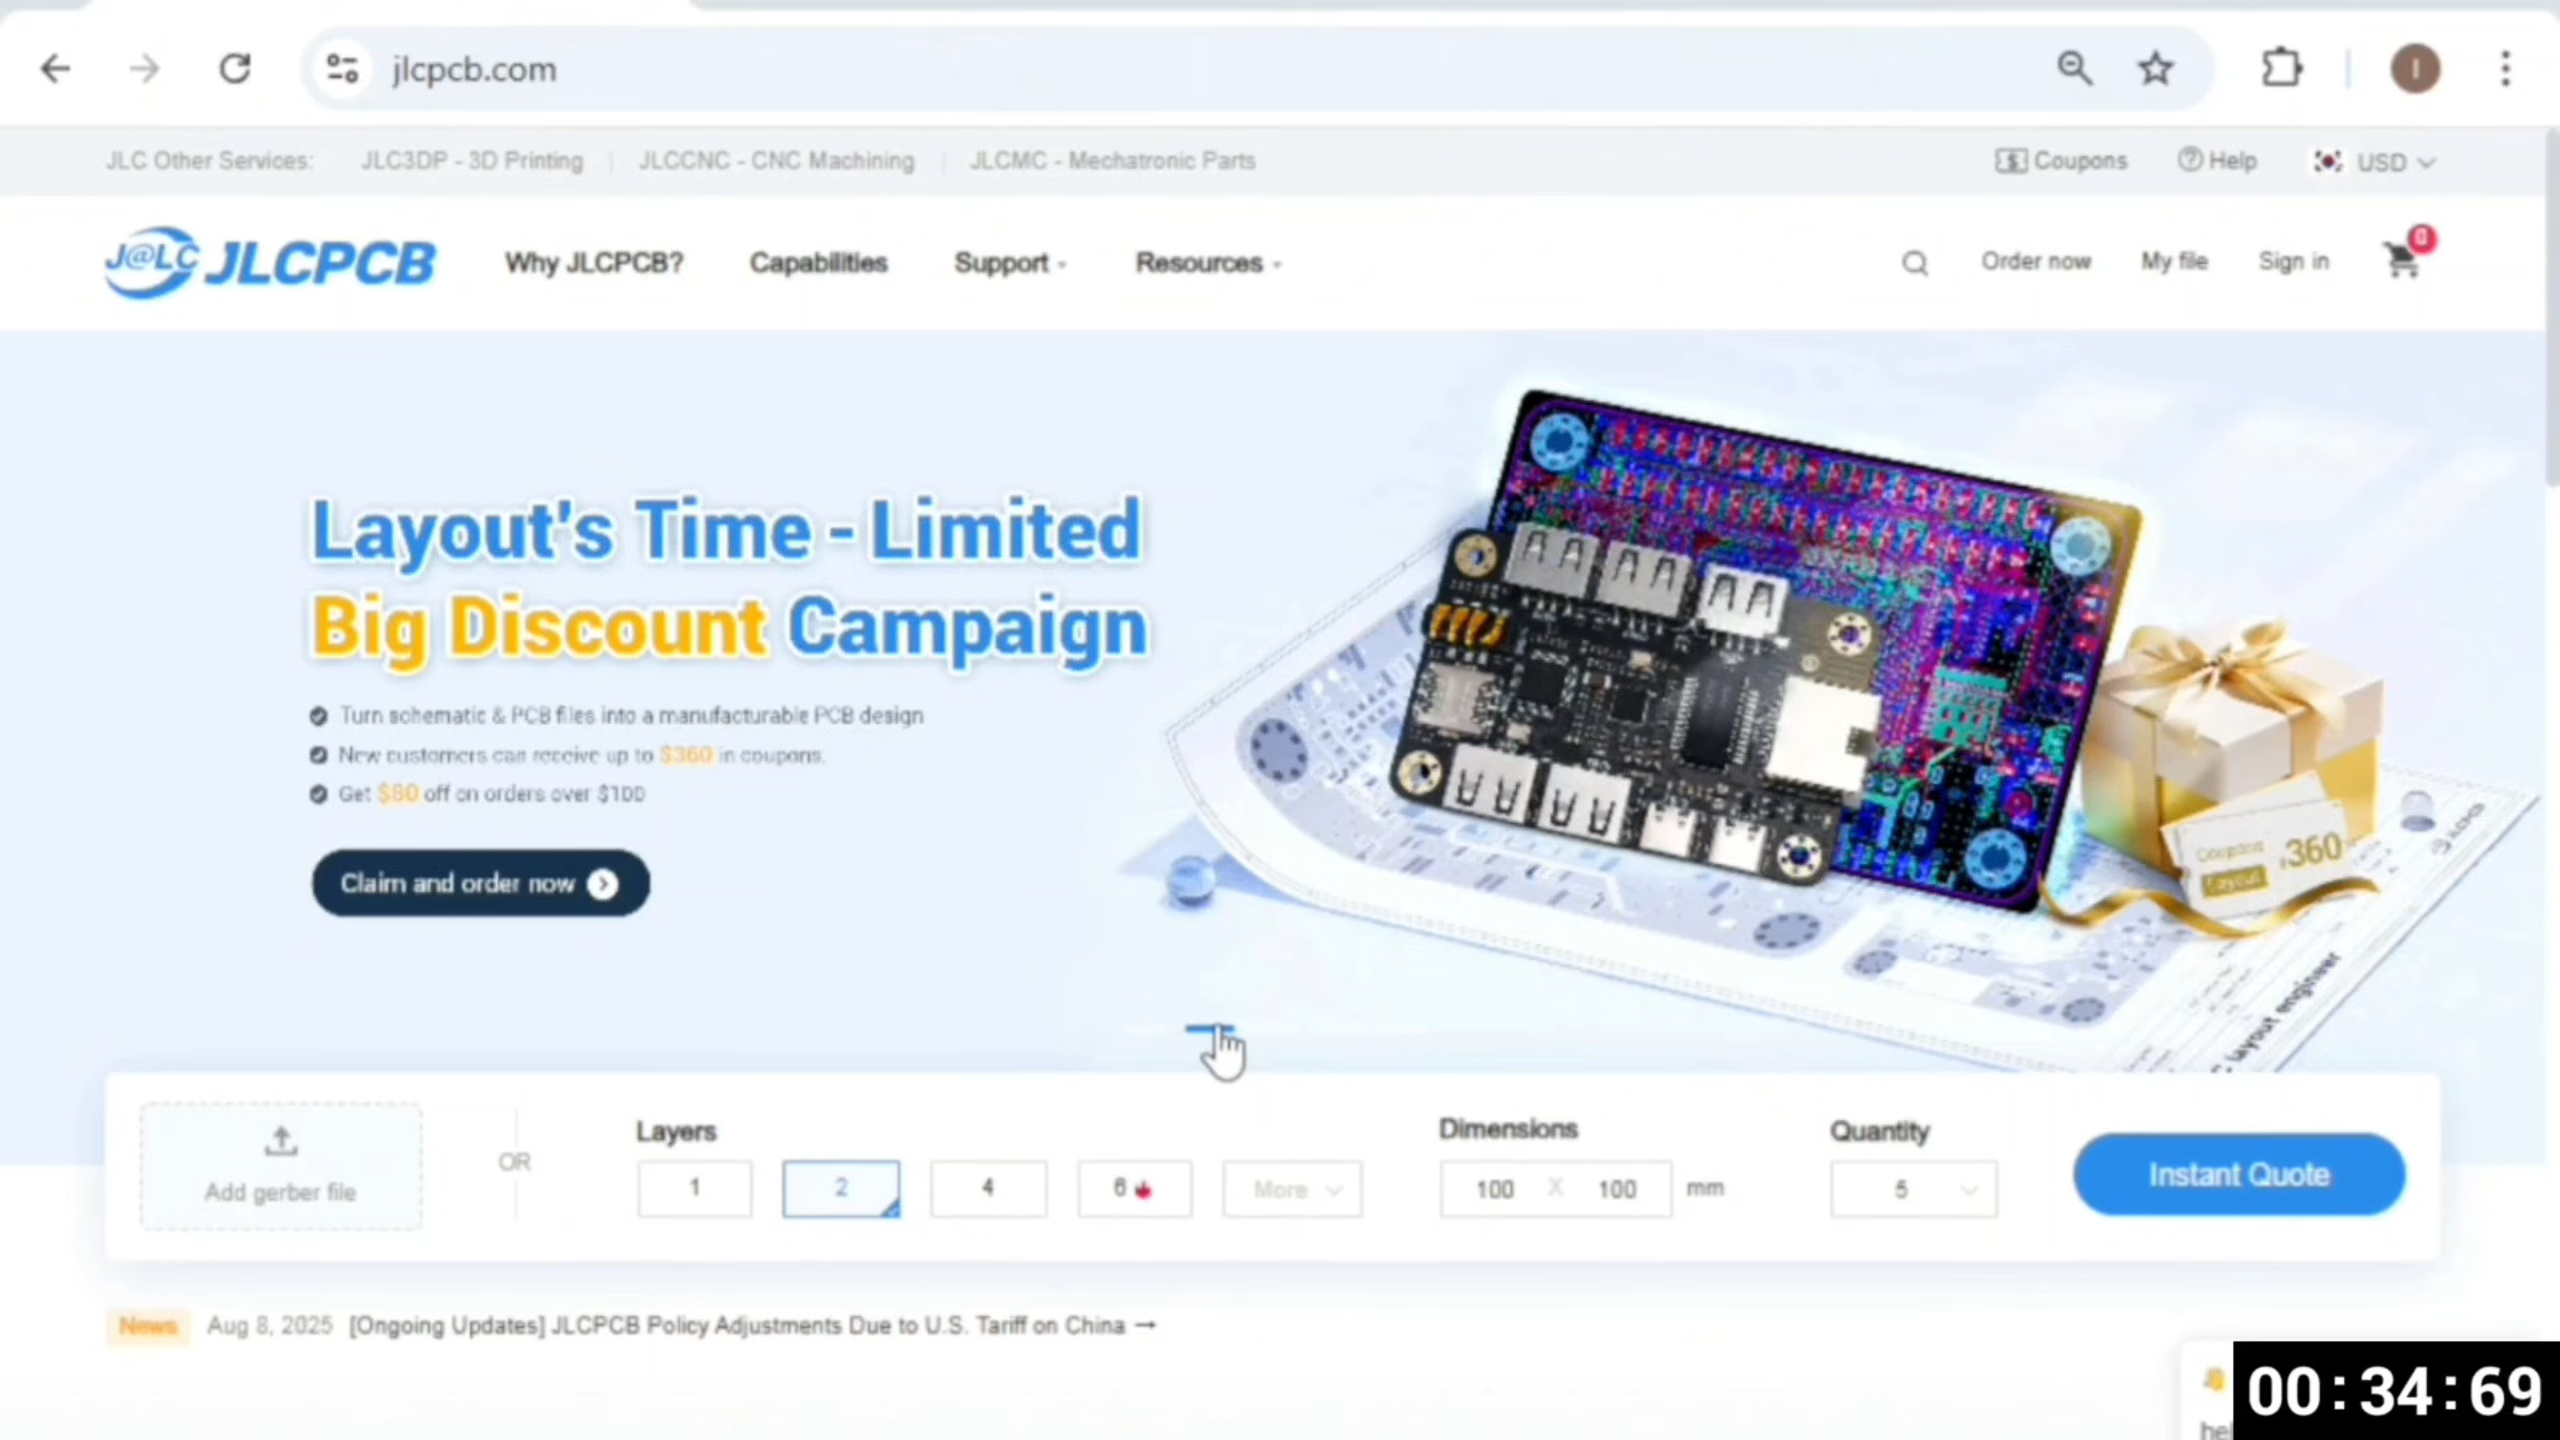 jlcpcb.com
JLC Other Services: JLC3DP - 3D Printing JLCCNC - CNC Machining JLCMC - Mechatronic Parts
Coupons Help USD
J@LC JLCPCB Why JLCPCB? Capabilities Support Resources
Order now My file Sign in 0
Layout's Time - Limited
Big Discount Campaign
Turn schematic & PCB files into a manufacturable PCB design
New customers can receive up to $360 in coupons.
Get $80 off on orders over $100
Claim and order now
Coupons $360
Layout
layout engineer
Add gerber file
OR
Layers
1 2 4 6 More
Dimensions
100 X 100 mm
Quantity
5
Instant Quote
News Aug 8, 2025 [Ongoing Updates] JLCPCB Policy Adjustments Due to U.S. Tariff on China →
00:34:69